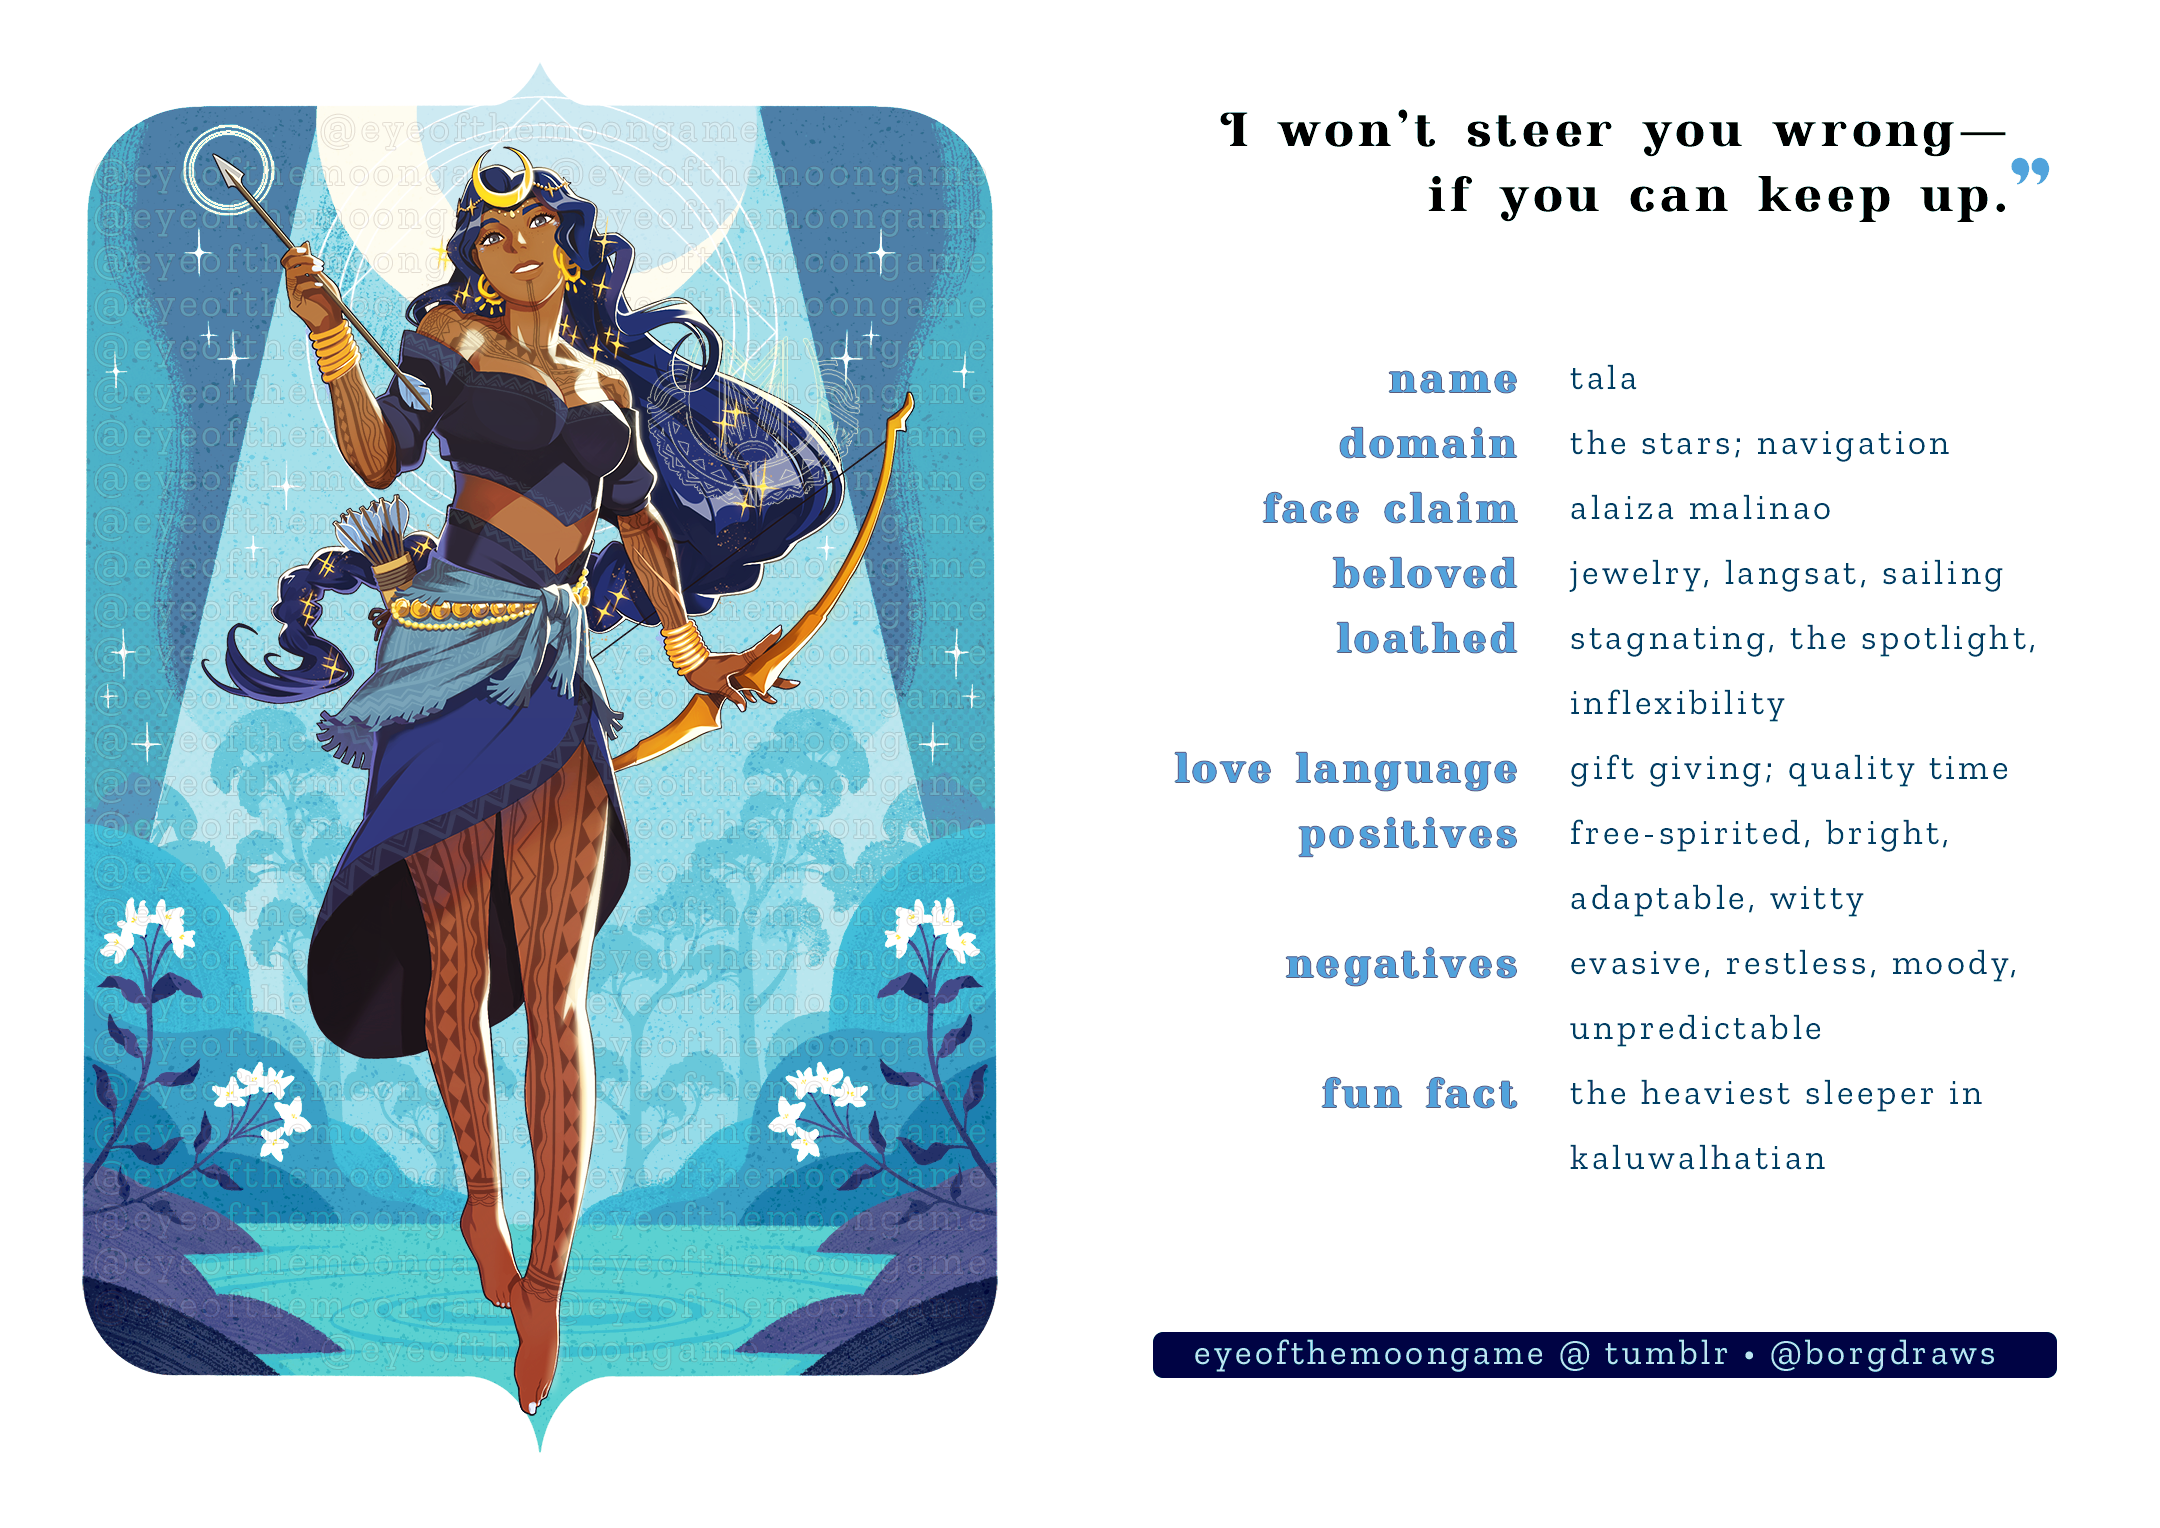 @eyeofthemoongame
I won't steer you wrong—
if you can keep up.”
name tala
domain the stars; navigation
face claim alaiza malinao
beloved jewelry, langsat, sailing
loathed stagnating, the spotlight,
inflexibility
love language gift giving; quality time
positives free-spirited, bright,
adaptable, witty
negatives evasive, restless, moody,
unpredictable
fun fact the heaviest sleeper in
kaluwalhatian
eyeofthemoongame @ tumblr • @borgdraws